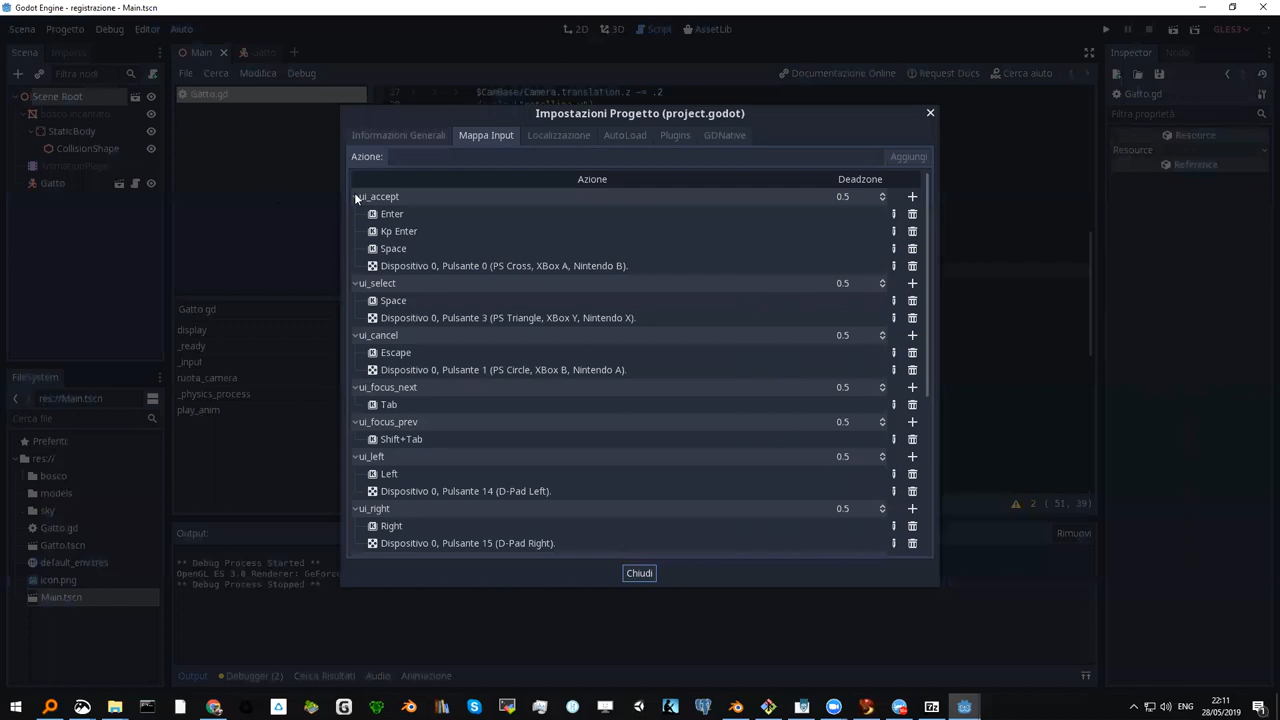 Godot Engine - registrazione - Main.tscn
Scena Progetto Debug Editor Aiuto
2D 3D Script AssetLib
GLES3
Scena Importa
Main Gatto
Inspector Nodo
Filtra nodi
File Cerca Modifica Debug
Documentazione Online Request Docs Cerca aiuto
Scene Root
Gatto.gd
27 $CamBase/Camera.translation.z -= .2
Gatto.gd
bosco incantato
StaticBody
CollisionShape
AnimationPlayer
Gatto
Filtra proprietà
Resource
Resource
Reference
Impostazioni Progetto (project.godot)
Informazioni Generali Mappa Input Localizzazione AutoLoad Plugins GDNative
Azione: Aggiungi
Azione Deadzone
ui_accept 0.5
Enter
Kp Enter
Space
Dispositivo 0, Pulsante 0 (PS Cross, XBox A, Nintendo B).
ui_select 0.5
Space
Dispositivo 0, Pulsante 3 (PS Triangle, XBox Y, Nintendo X).
ui_cancel 0.5
Escape
Dispositivo 0, Pulsante 1 (PS Circle, XBox B, Nintendo A).
ui_focus_next 0.5
Tab
ui_focus_prev 0.5
Shift+Tab
ui_left 0.5
Left
Dispositivo 0, Pulsante 14 (D-Pad Left).
ui_right 0.5
Right
Dispositivo 0, Pulsante 15 (D-Pad Right).
Chiudi
Gatto.gd
display
_ready
_input
ruota_camera
_physics_process
play_anim
2 ( 51, 39)
Filesystem
res://Main.tscn
Cerca file
Preferiti:
res://
bosco
models
sky
Gatto.gd
Gatto.tscn
default_env.tres
icon.png
Main.tscn
Output: Rimuovi
** Debug Process Started **
OpenGL ES 3.0 Renderer: GeForce
** Debug Process Stopped **
Output Debugger (2) Cerca Risultati Audio Animazione
ENG
22:11
28/05/2019